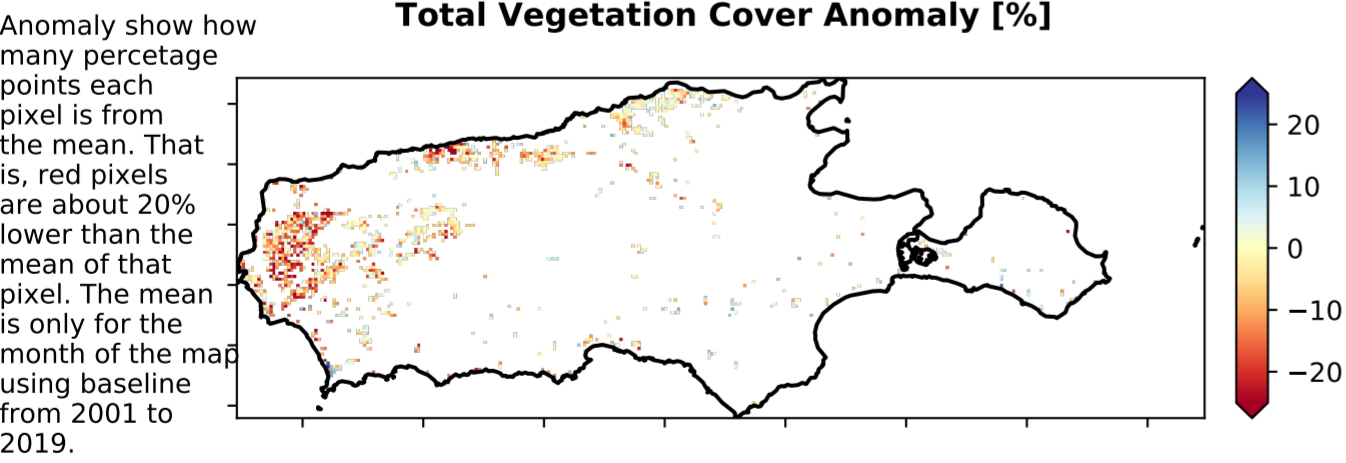 Total Vegetation Cover Anomaly [%]
Anomaly show how
many percetage
points each
pixel is from
the mean. That
is, red pixels
are about 20%
lower than the
mean of that
pixel. The mean
is only for the
month of the map
using baseline
from 2001 to
2019.
20
10
0
−10
−20